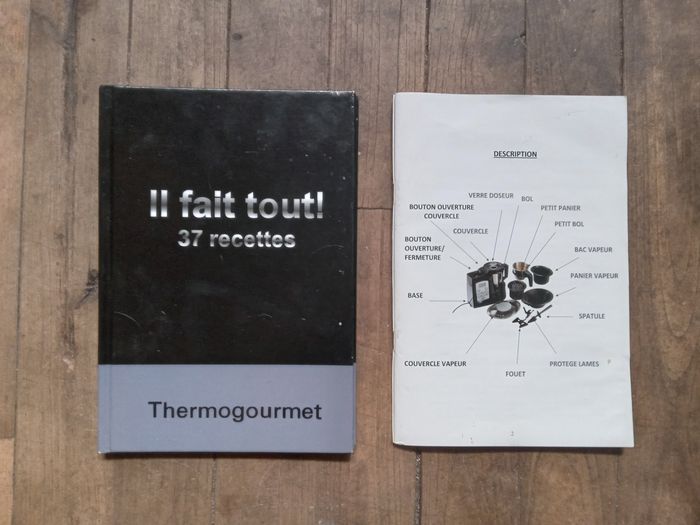 Il fait tout!
37 recettes
Thermogourmet
DESCRIPTION
VERRE DOSEUR
BOL
BOUTON OUVERTURE
COUVERCLE
PETIT PANIER
PETIT BOL
COUVERCLE
BOUTON
OUVERTURE/
FERMETURE
BAC VAPEUR
PANIER VAPEUR
BASE
SPATULE
COUVERCLE VAPEUR
PROTEGE LAMES
FOUET
2